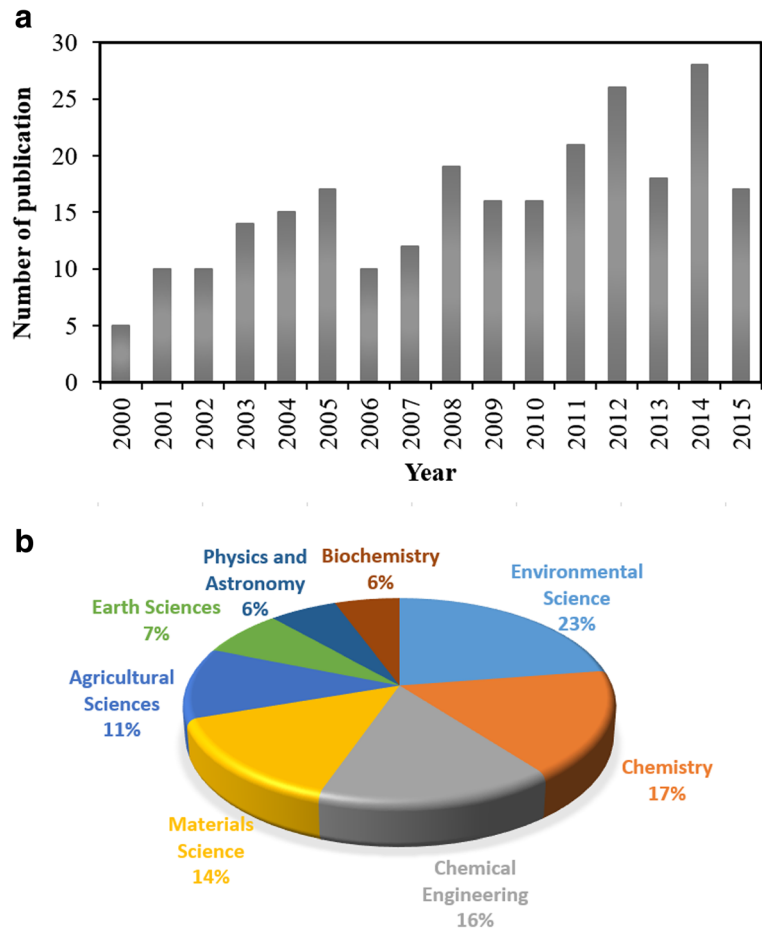 a
Number of publication
30
25
20
15
10
5
0
2000 2001 2002 2003 2004 2005 2006 2007 2008 2009 2010 2011 2012 2013 2014 2015
Year
b
Physics and
Astronomy
6%
Biochemistry
6%
Environmental
Science
23%
Earth Sciences
7%
Agricultural
Sciences
11%
Chemistry
17%
Materials
Science
14%
Chemical
Engineering
16%